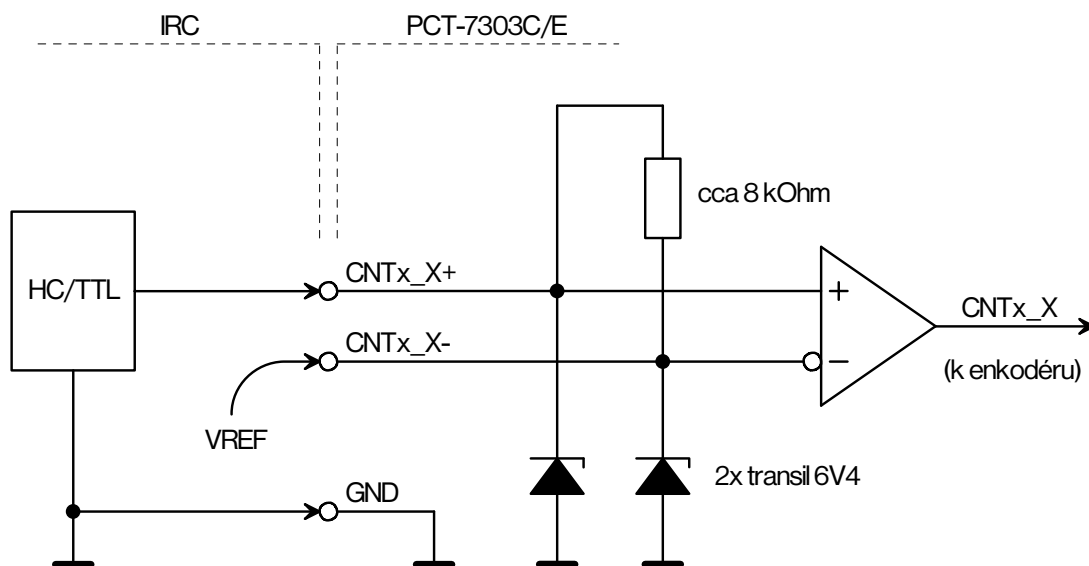 IRC
PCT-7303C/E
cca 8 kOhm
HC/TTL
CNTx_X+
+
CNTx_X
CNTx_X-
−
(k enkodéru)
VREF
GND
2x transil 6V4